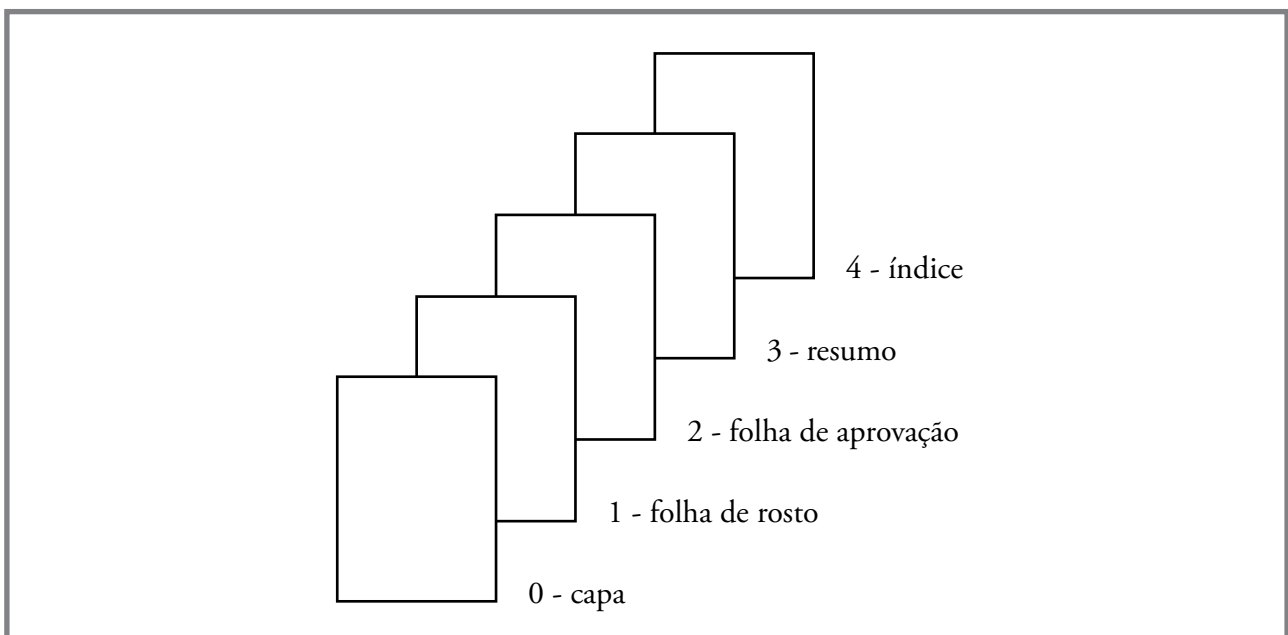 4 - índice
3 - resumo
2 - folha de aprovação
1 - folha de rosto
0 - capa